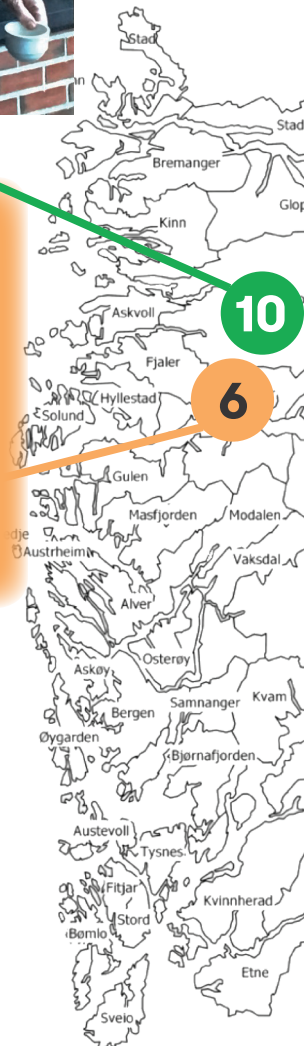 Stad
Stad
Bremanger
Glop
Kinn
10
Askvoll
Fjaler
6
Hyllestad
Solund
Gulen
Masfjorden
Modalen
Austrheim
Vaksdal
Alver
Osterøy
Askøy
Kvam
Samnanger
Bergen
Øygarden
Bjørnafjorden
Austevoll
Tysnes
Fitjar
Kvinnherad
Stord
Bømlo
Etne
Sveio